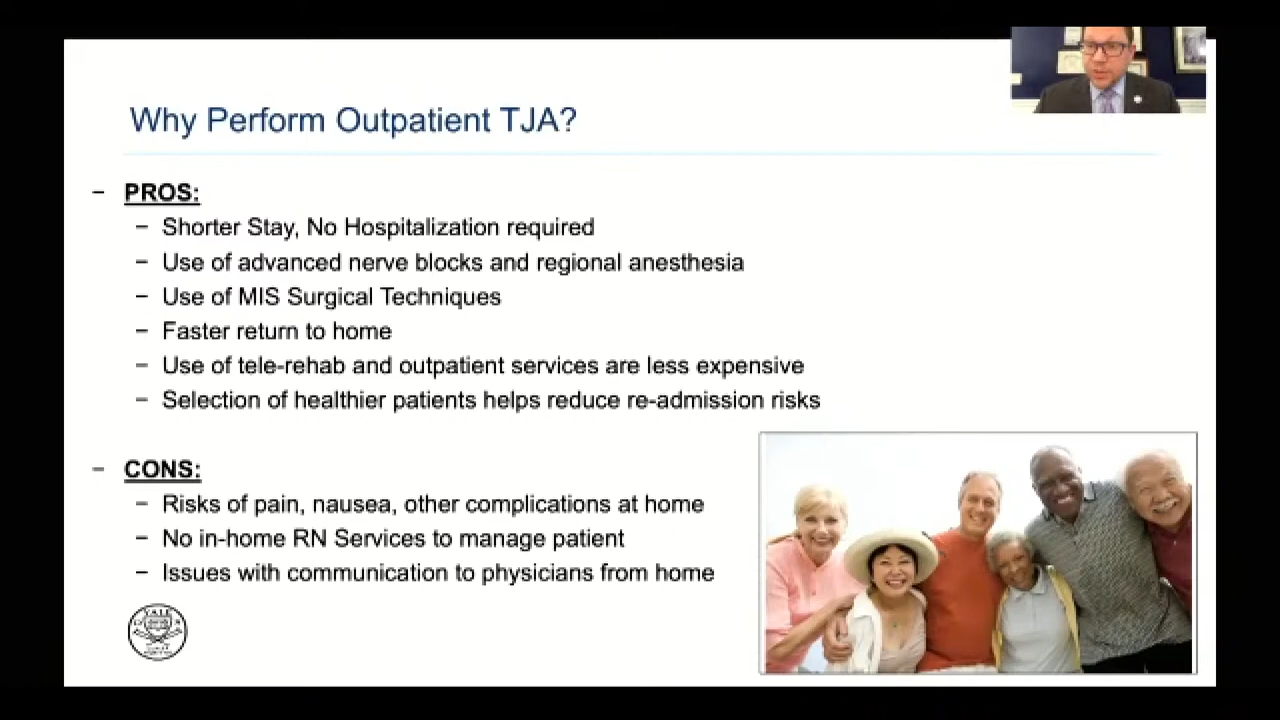 Why Perform Outpatient TJA?
– PROS:
– Shorter Stay, No Hospitalization required
– Use of advanced nerve blocks and regional anesthesia
– Use of MIS Surgical Techniques
– Faster return to home
– Use of tele-rehab and outpatient services are less expensive
– Selection of healthier patients helps reduce re-admission risks
– CONS:
– Risks of pain, nausea, other complications at home
– No in-home RN Services to manage patient
– Issues with communication to physicians from home
YALE